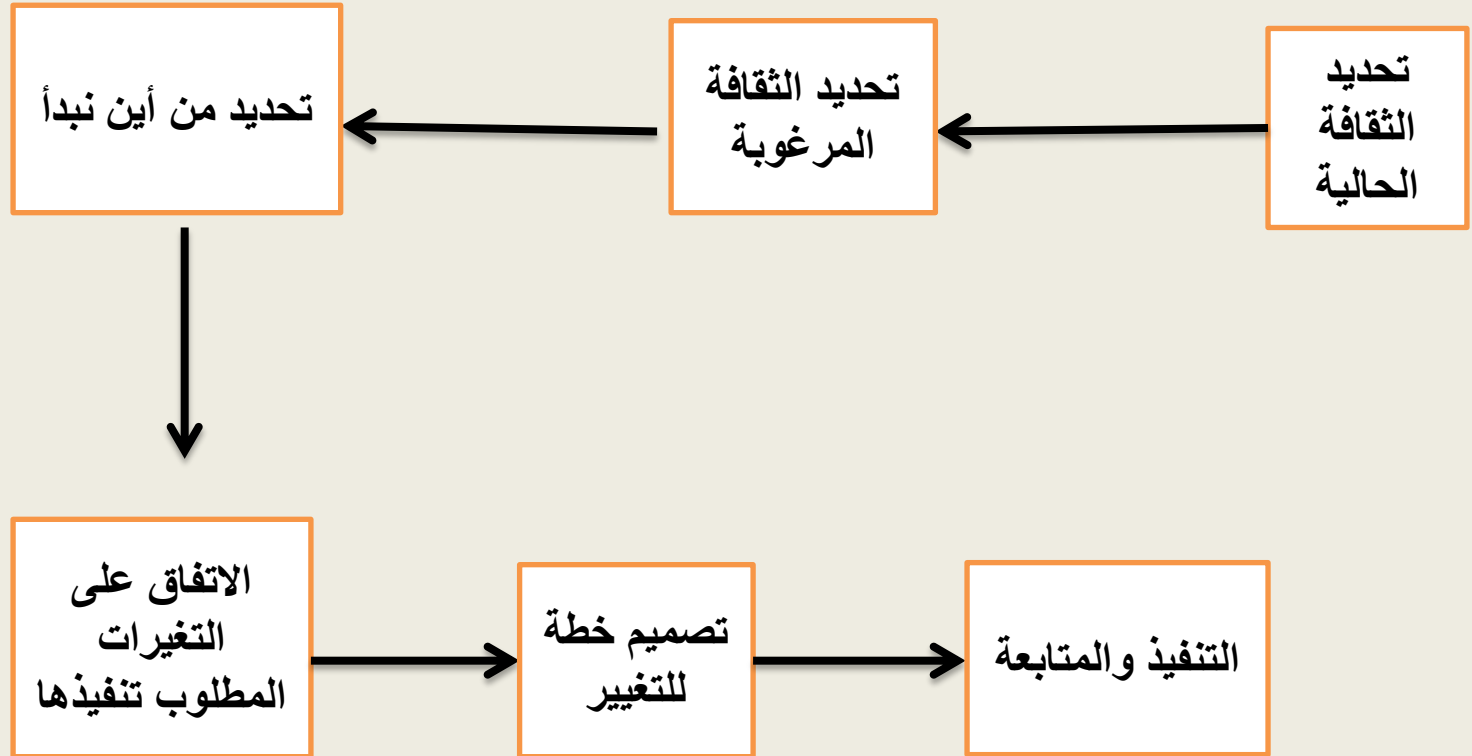 تحديد
الثقافة
الحالية
تحديد الثقافة
المرغوبة
تحديد من أين نبدأ
الاتفاق على
التغيرات
المطلوب تنفيذها
تصميم خطة
للتغيير
التنفيذ والمتابعة